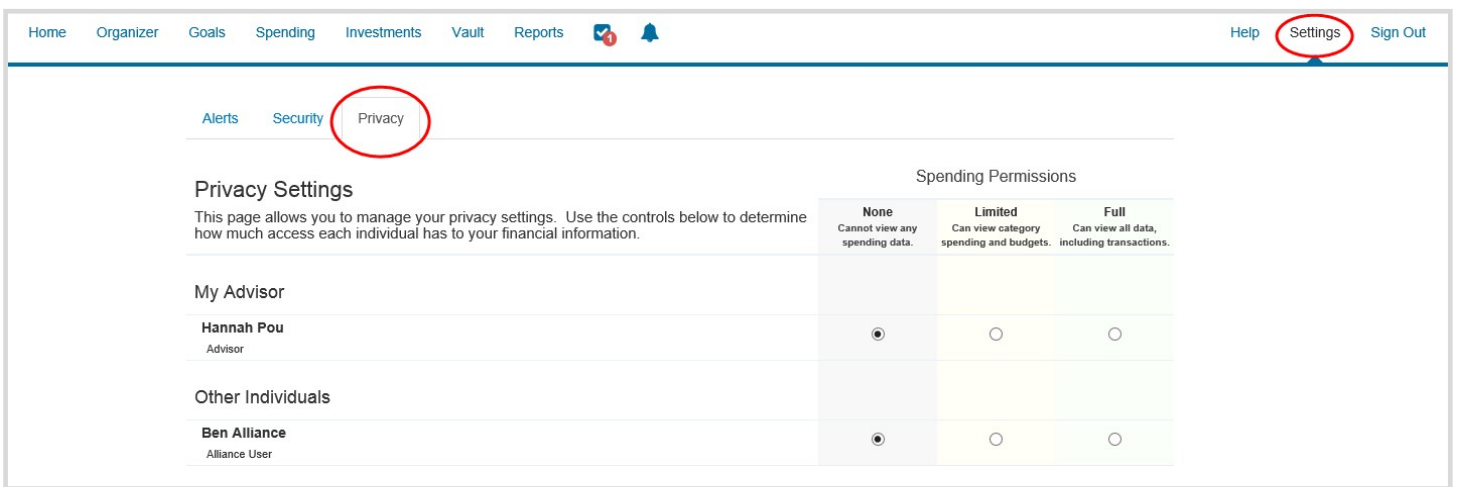 Home Organizer Goals Spending Investments Vault Reports 1 Help Settings Sign Out
Alerts Security Privacy
Privacy Settings
Spending Permissions
This page allows you to manage your privacy settings. Use the controls below to determine
how much access each individual has to your financial information.
None Limited Full
Cannot view any Can view category Can view all data,
spending data. spending and budgets. including transactions.
My Advisor
Hannah Pou
Advisor
Other Individuals
Ben Alliance
Alliance User